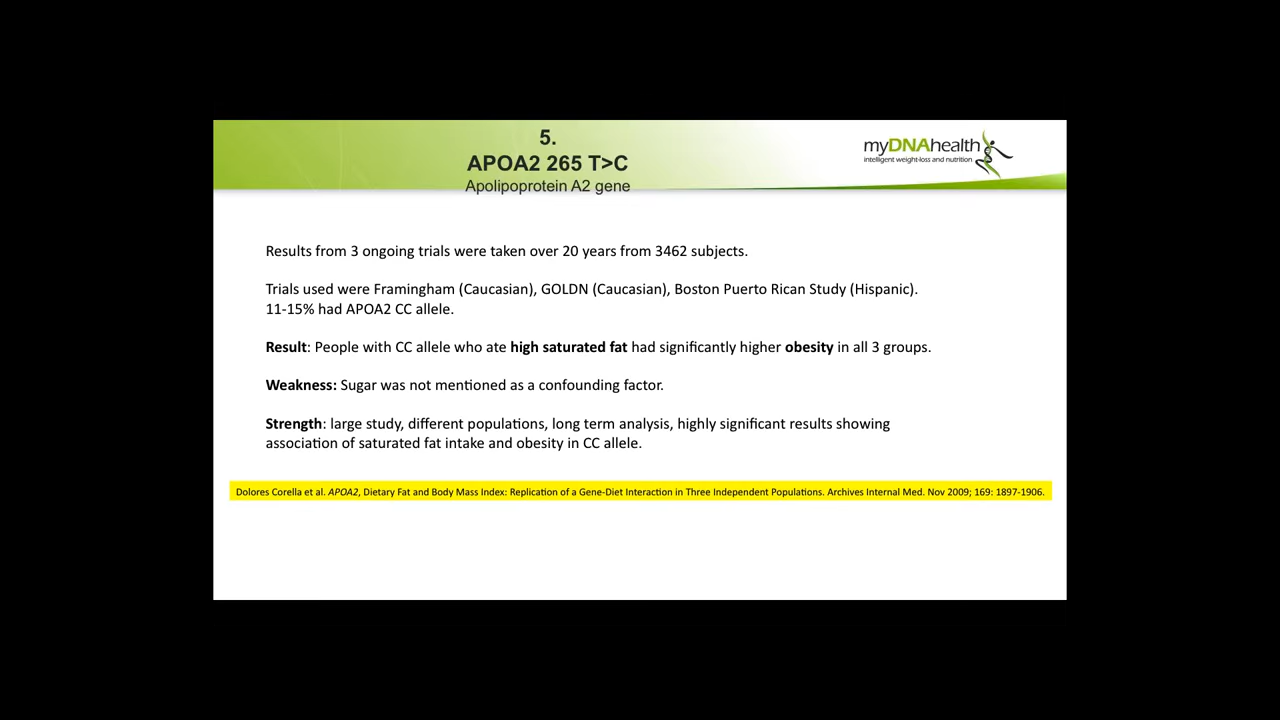 5.
APOA2 265 T>C
Apolipoprotein A2 gene
myDNAhealth
intelligent weight-loss and nutrition
Results from 3 ongoing trials were taken over 20 years from 3462 subjects.
Trials used were Framingham (Caucasian), GOLDN (Caucasian), Boston Puerto Rican Study (Hispanic).
11-15% had APOA2 CC allele.
Result: People with CC allele who ate high saturated fat had significantly higher obesity in all 3 groups.
Weakness: Sugar was not mentioned as a confounding factor.
Strength: large study, different populations, long term analysis, highly significant results showing
association of saturated fat intake and obesity in CC allele.
Dolores Corella et al. APOA2, Dietary Fat and Body Mass Index: Replication of a Gene-Diet Interaction in Three Independent Populations. Archives Internal Med. Nov 2009; 169: 1897-1906.